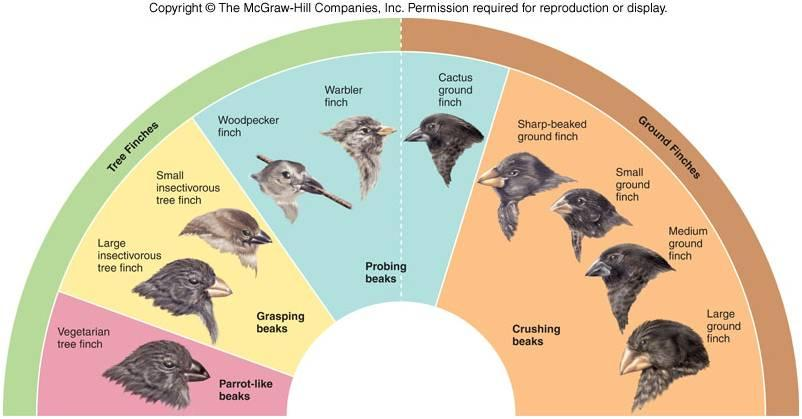 Copyright © The McGraw-Hill Companies, Inc. Permission required for reproduction or display.
Tree Finches
Ground Finches
Vegetarian
tree finch
Parrot-like
beaks
Large
insectivorous
tree finch
Small
insectivorous
tree finch
Grasping
beaks
Woodpecker
finch
Warbler
finch
Cactus
ground
finch
Probing
beaks
Sharp-beaked
ground finch
Small
ground
finch
Medium
ground
finch
Large
ground
finch
Crushing
beaks